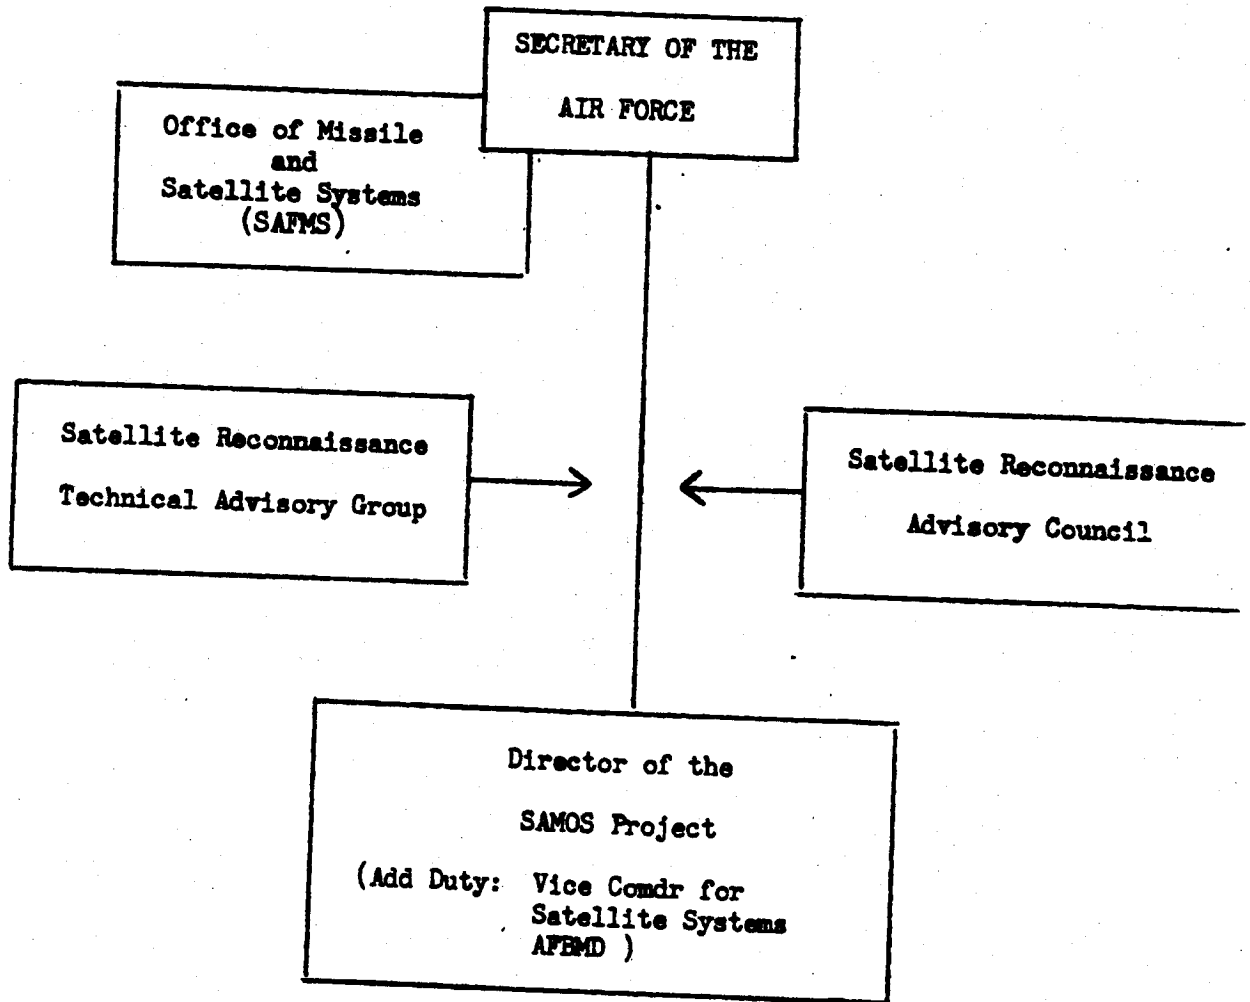 SECRETARY OF THE
AIR FORCE
Office of Missile
and
Satellite Systems
(SAFMS)
Satellite Reconnaissance
Technical Advisory Group
Satellite Reconnaissance
Advisory Council
Director of the
SAMOS Project
(Add Duty: Vice Comdr for
Satellite Systems
AFBMD )